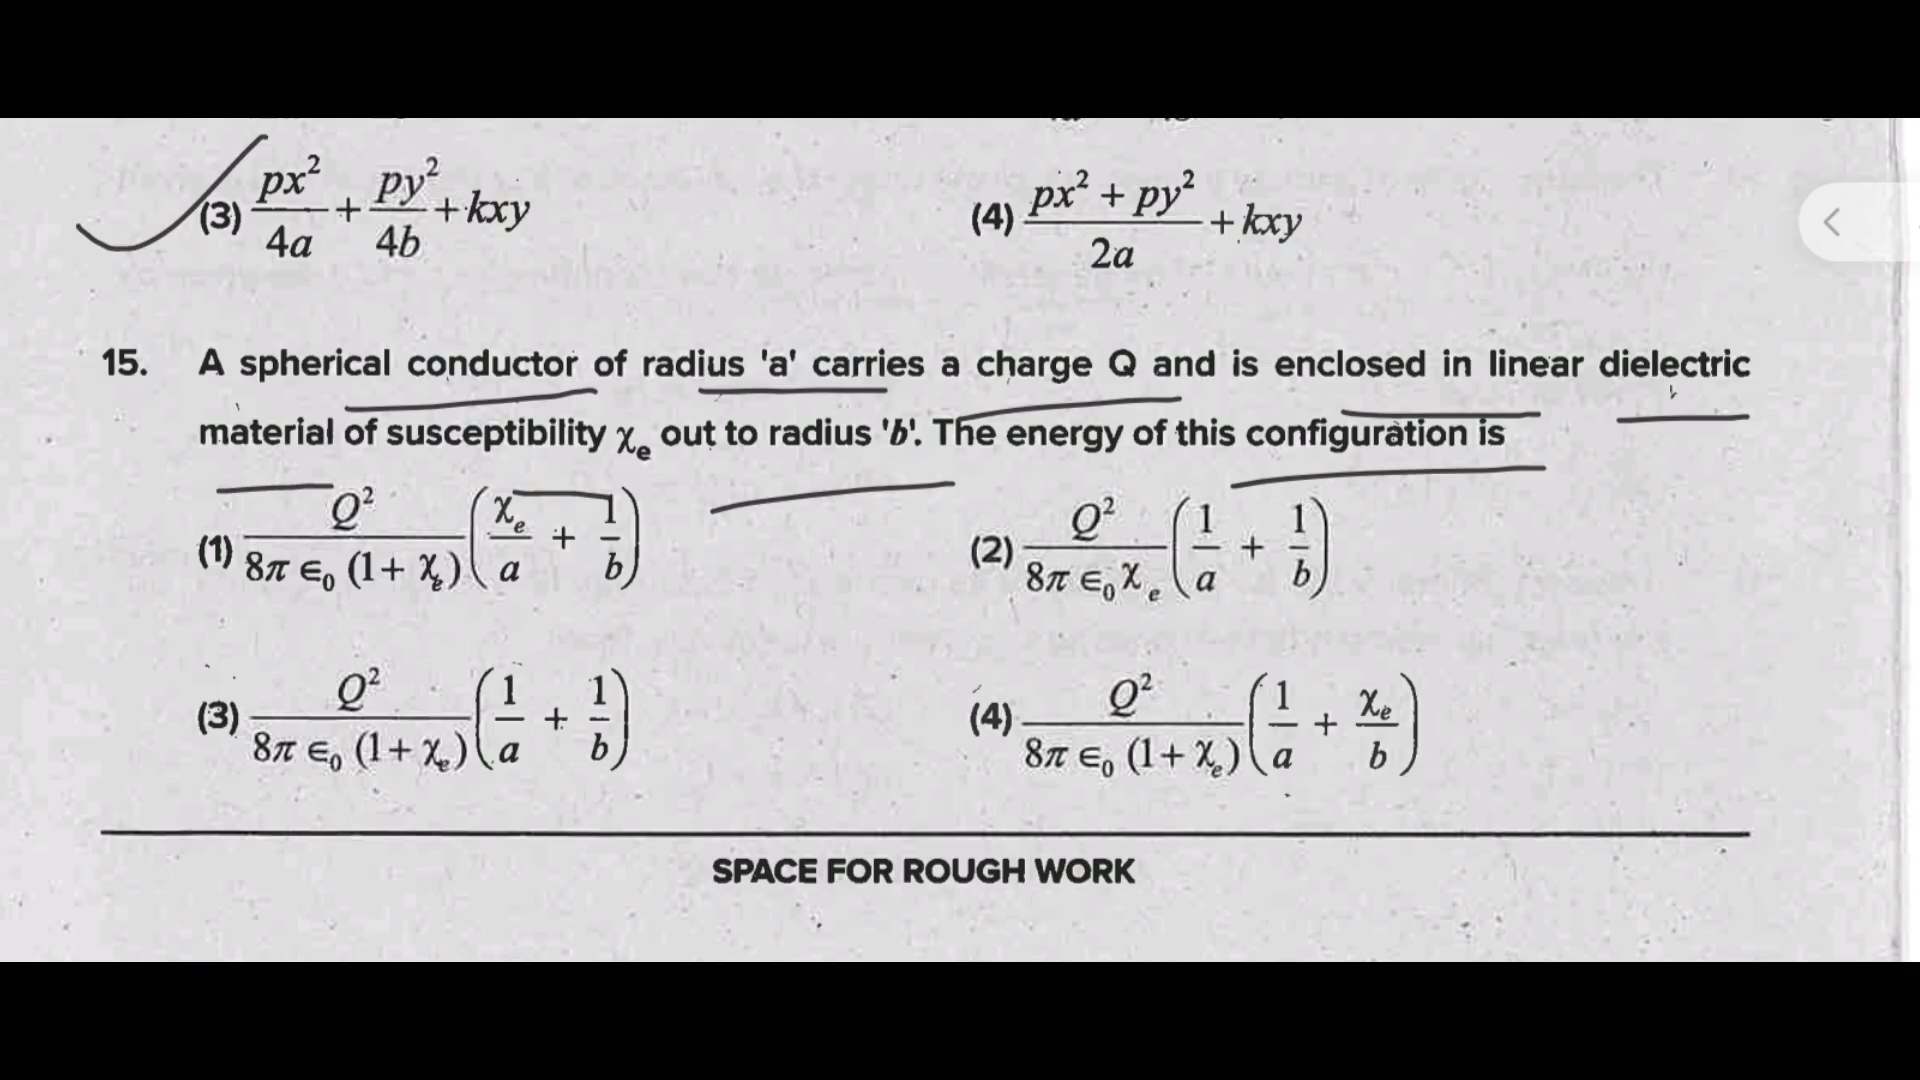 (3) px²/4a + py²/4b + kxy
(4) px² + py²/2a + kxy
15. A spherical conductor of radius 'a' carries a charge Q and is enclosed in linear dielectric
material of susceptibility χₑ out to radius 'b'. The energy of this configuration is
(1) Q²/8π ∈₀ (1+ χₑ) (χₑ/a + 1/b)
(2) Q²/8π ∈₀ χₑ (1/a + 1/b)
(3) Q²/8π ∈₀ (1+ χₑ) (1/a + 1/b)
(4) Q²/8π ∈₀ (1+ χₑ) (1/a + χₑ/b)
SPACE FOR ROUGH WORK